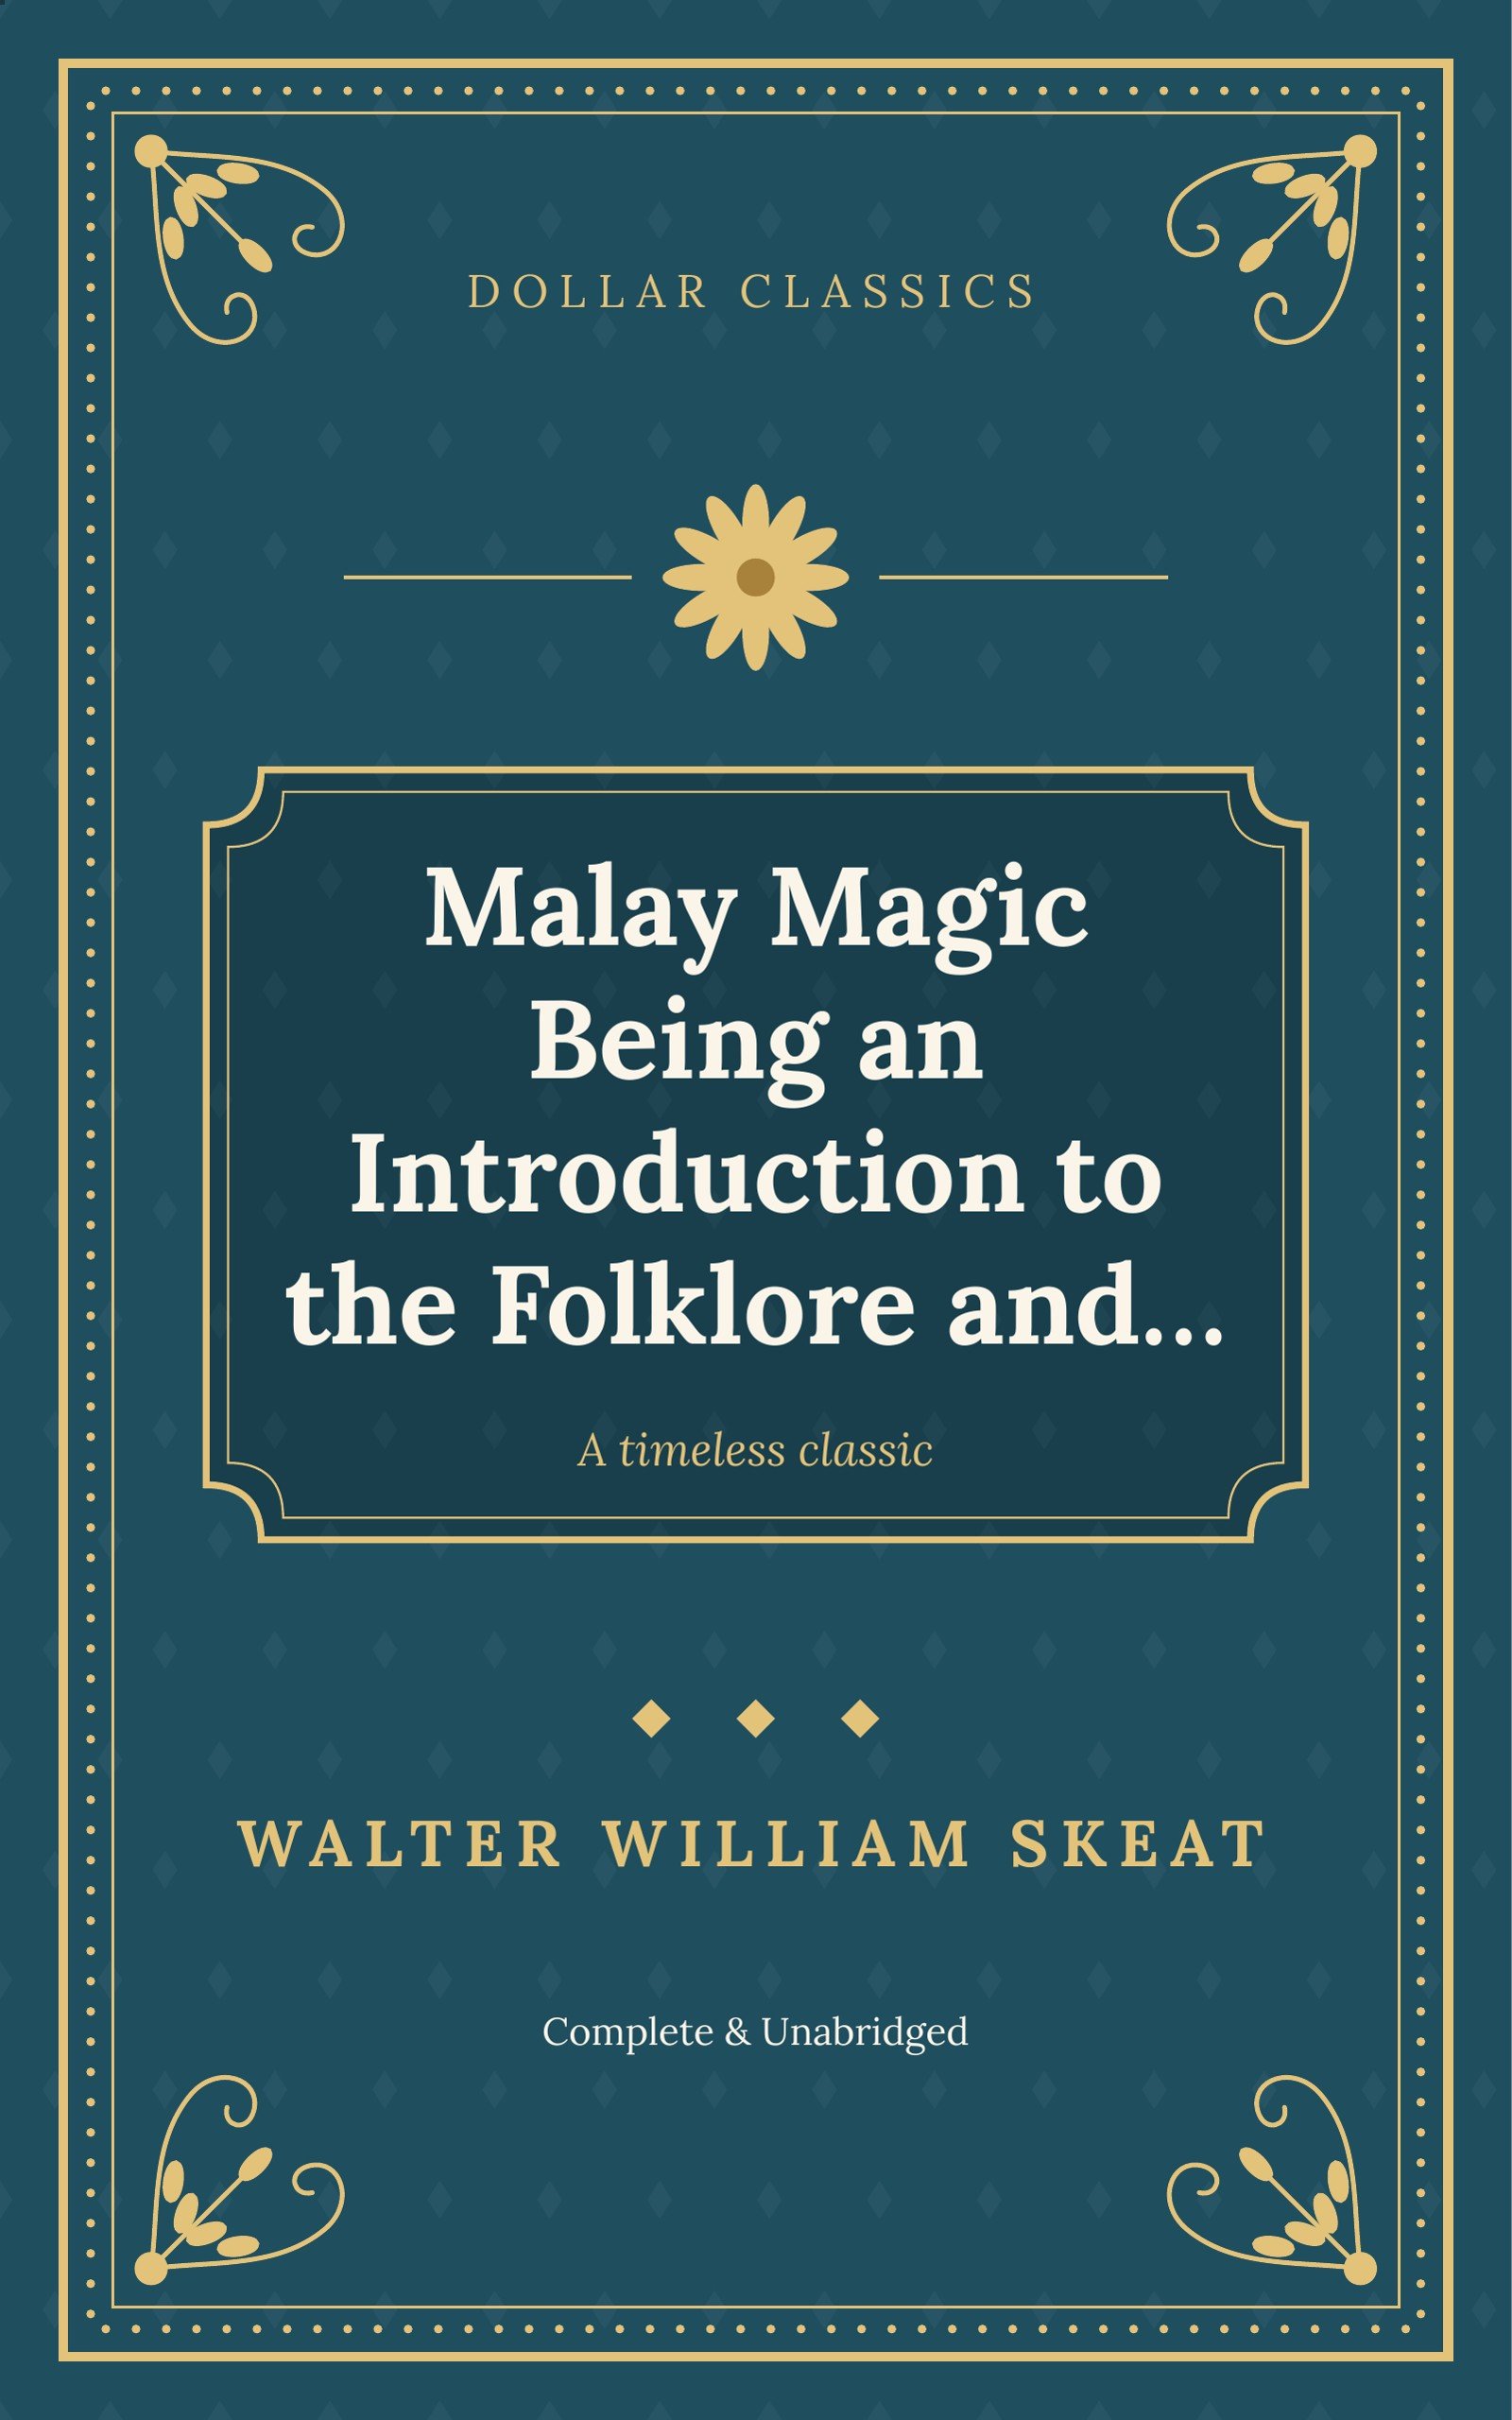 DOLLAR CLASSICS
Malay Magic
Being an
Introduction to
the Folklore and...
A timeless classic
WALTER WILLIAM SKEAT
Complete & Unabridged